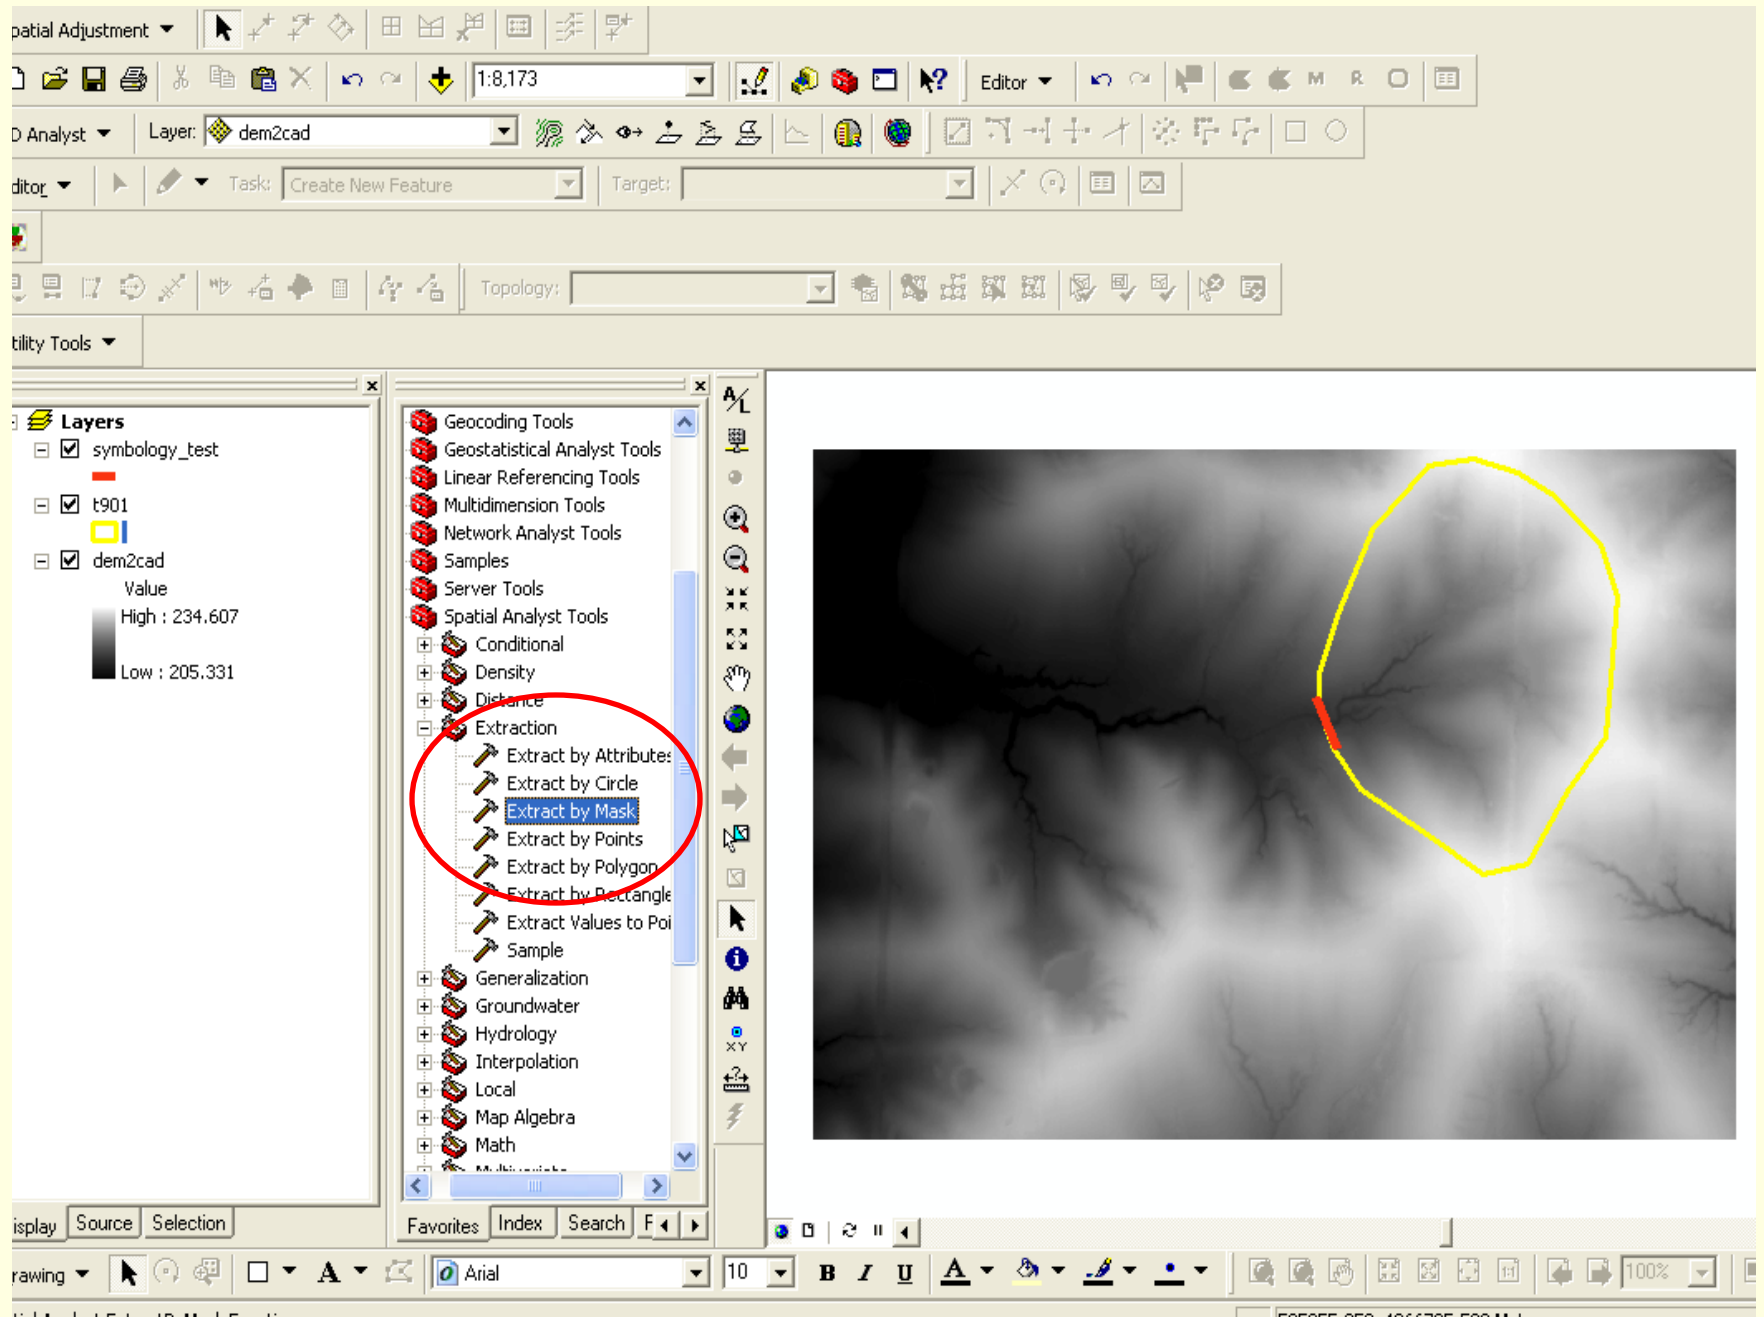 patial Adjustment
1:8,173
Editor
D Analyst
Layer:
dem2cad
ditor
Task:
Create New Feature
Target:
Topology:
tility Tools
Layers
symbology_test
t901
dem2cad
Value
High : 234.607
Low : 205.331
Geocoding Tools
Geostatistical Analyst Tools
Linear Referencing Tools
Multidimension Tools
Network Analyst Tools
Samples
Server Tools
Spatial Analyst Tools
Conditional
Density
Distance
Extraction
Extract by Attributes
Extract by Circle
Extract by Mask
Extract by Points
Extract by Polygon
Extract by Rectangle
Extract Values to Poi
Sample
Generalization
Groundwater
Hydrology
Interpolation
Local
Map Algebra
Math
isplay
Source
Selection
Favorites
Index
Search
rawing
A
Arial
10
B I U A
100%